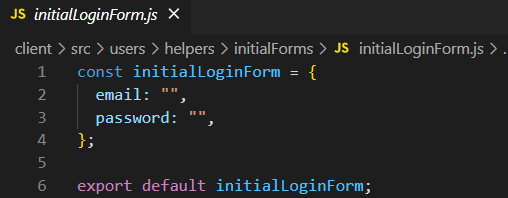 JS initialLoginForm.js ×
client > src > users > helpers > initialForms > JS initialLoginForm.js > .
1 const initialLoginForm = {
2   email: "",
3   password: "",
4 };
5
6 export default initialLoginForm;